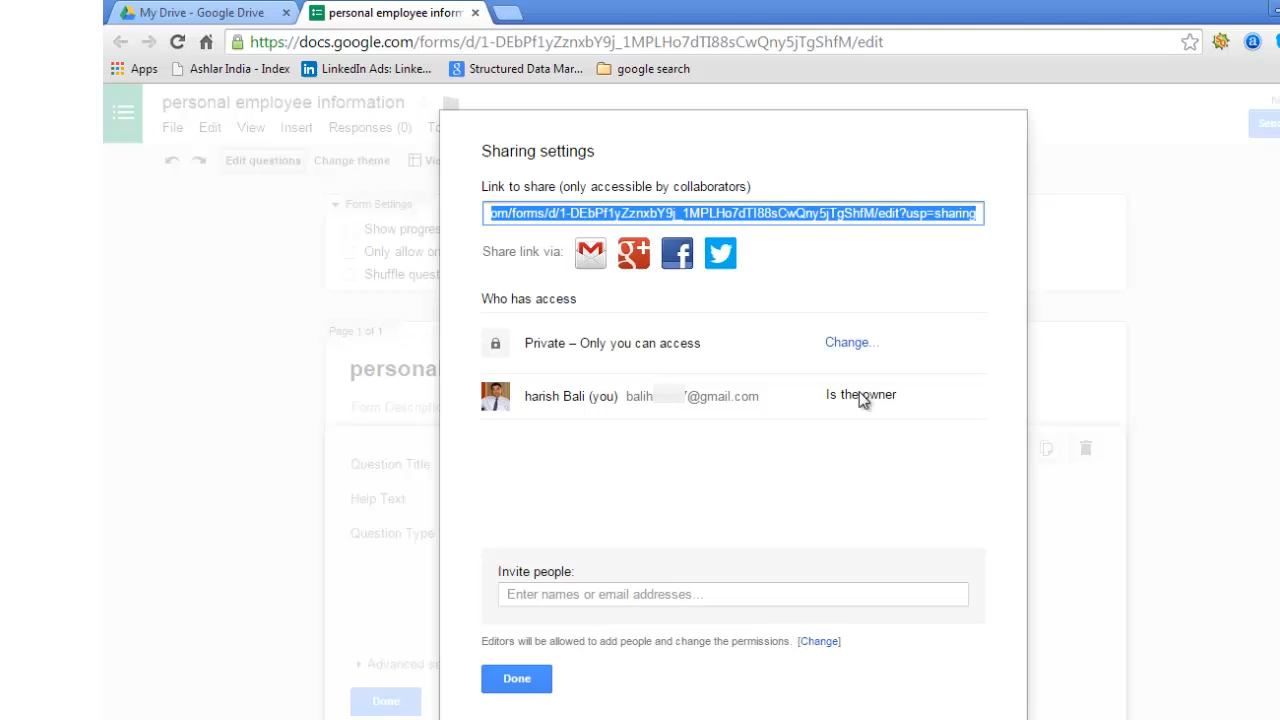 My Drive - Google Drive
personal employee inform
https://docs.google.com/forms/d/1-DEbPf1yZznxbY9j_1MPLHo7dTI88sCwQny5jTgShfM/edit
Apps
Ashlar India - Index
LinkedIn Ads: Linke...
Structured Data Mar...
google search
personal employee information
File Edit View Insert Responses (0)
Edit questions Change theme
Form Settings
Show progres
Only allow on
Shuffle quest
Page 1 of 1
personal
Form Descriptio
Question Title
Help Text
Question Type
Advanced se
Done
Sharing settings
Link to share (only accessible by collaborators)
om/forms/d/1-DEbPf1yZznxbY9j_1MPLHo7dTI88sCwQny5jTgShfM/edit?usp=sharing
Share link via:
Who has access
Private – Only you can access Change...
harish Bali (you) Is the owner
Invite people:
Enter names or email addresses...
Editors will be allowed to add people and change the permissions. [Change]
Done